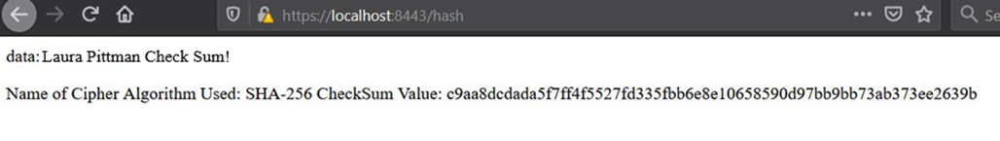 https://localhost:8443/hash
Se
data:Laura Pittman Check Sum!
Name of Cipher Algorithm Used: SHA-256 CheckSum Value: c9aa8dcdada5f7ff4f5527fd335fbb6e8e10658590d97bb9bb73ab373ee2639b